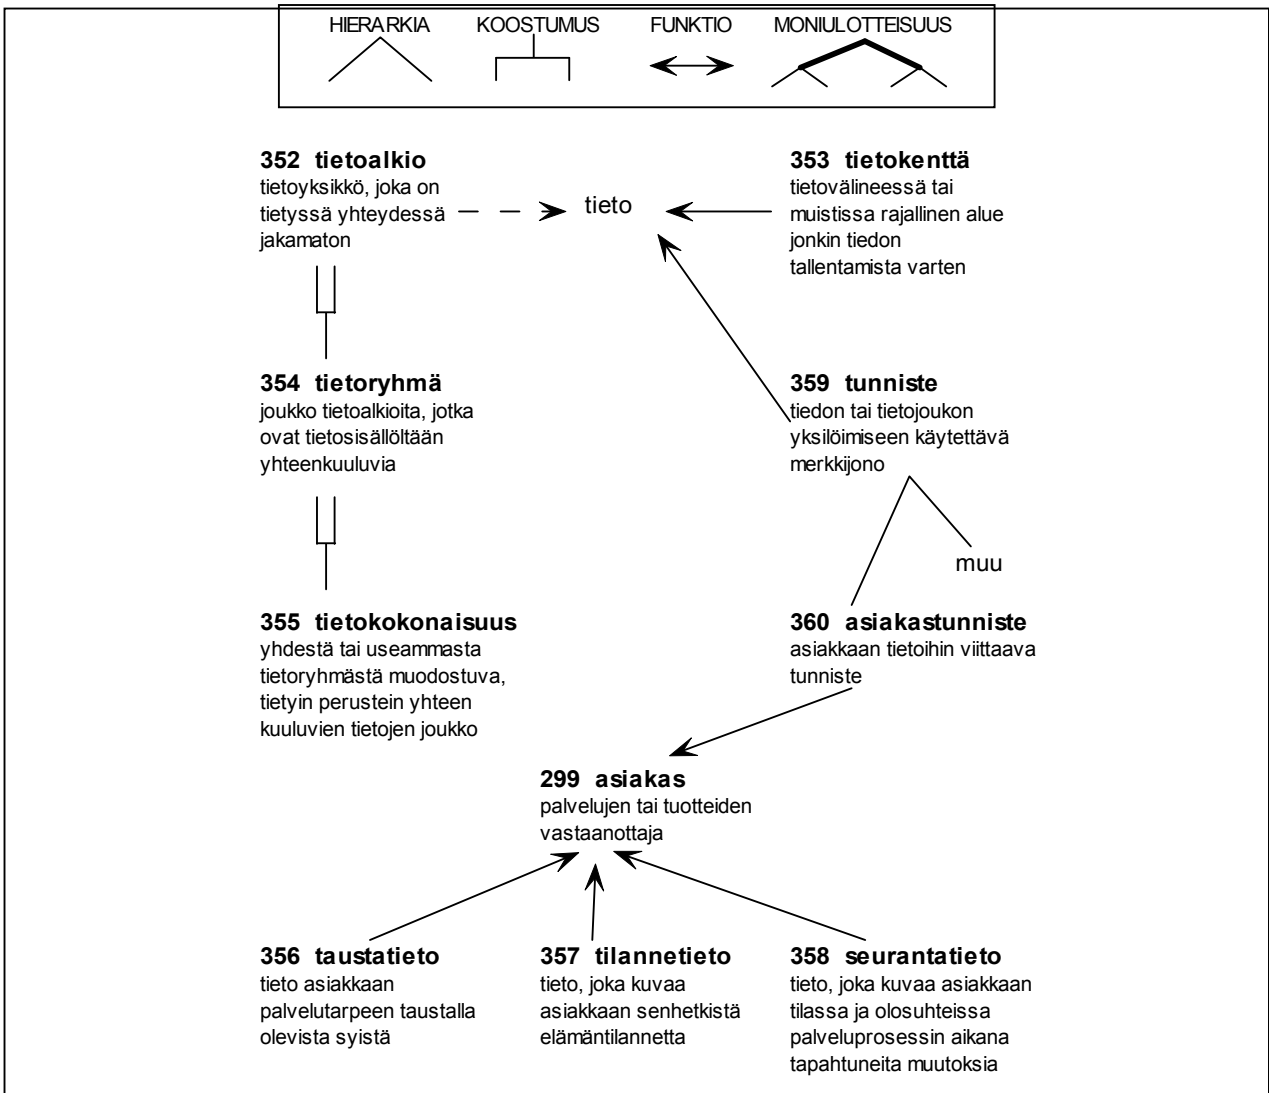 HIERARKIA KOOSTUMUS FUNKTIO MONIULOTTEISUUS
352 tietoalkio
tietoyksikkö, joka on
tietyssä yhteydessä
jakamaton
tieto
353 tietokenttä
tietovälineessä tai
muistissa rajallinen alue
jonkin tiedon
tallentamista varten
354 tietoryhmä
joukko tietoalkioita, jotka
ovat tietosisällöltään
yhteenkuuluvia
359 tunniste
tiedon tai tietojoukon
yksilöimiseen käytettävä
merkkijono
muu
355 tietokokonaisuus
yhdestä tai useammasta
tietoryhmästä muodostuva,
tietyin perustein yhteen
kuuluvien tietojen joukko
360 asiakastunniste
asiakkaan tietoihin viittaava
tunniste
299 asiakas
palvelujen tai tuotteiden
vastaanottaja
356 taustatieto
tieto asiakkaan
palvelutarpeen taustalla
olevista syistä
357 tilannetieto
tieto, joka kuvaa
asiakkaan senhetkistä
elämäntilannetta
358 seurantatieto
tieto, joka kuvaa asiakkaan
tilassa ja olosuhteissa
palveluprosessin aikana
tapahtuneita muutoksia